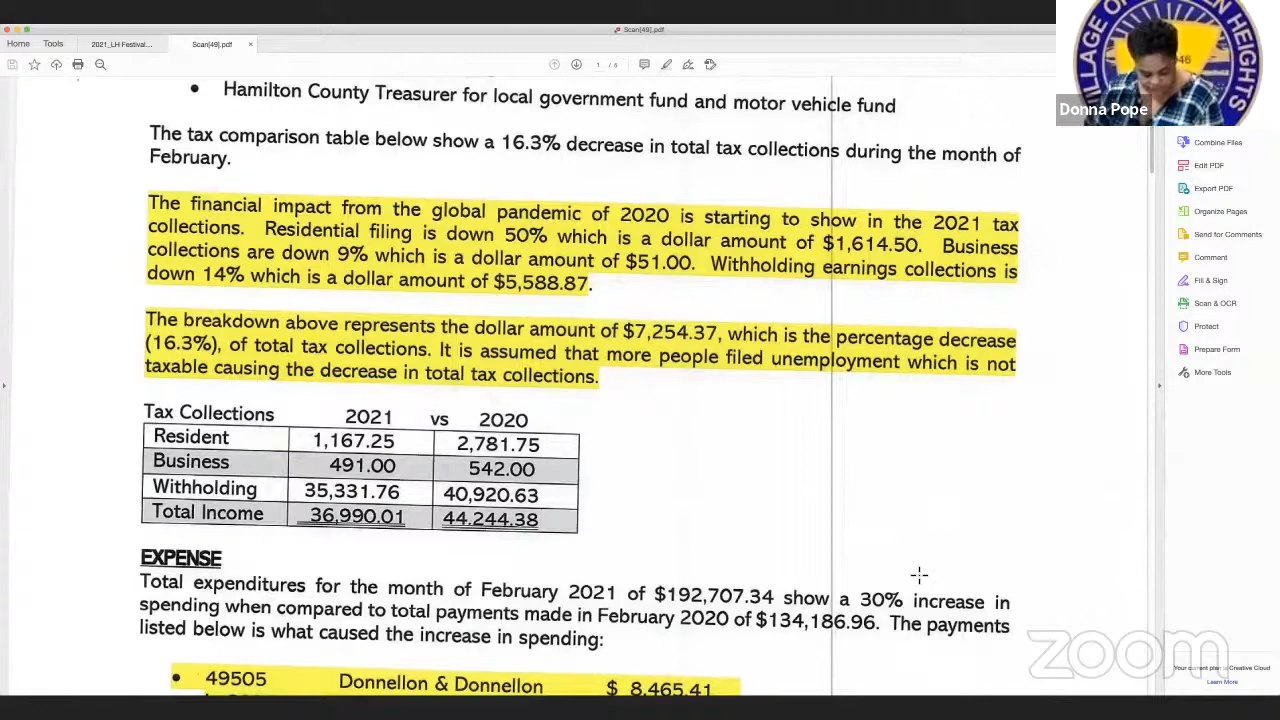 Scan[49].pdf
Home Tools 2021_LH Festival... Scan[49].pdf ×
1 / 6
VILLAGE OF HEIGHTS
Donna Pope
Combine Files
Edit PDF
Export PDF
Organize Pages
Send for Comments
Comment
Fill & Sign
Scan & OCR
Protect
Prepare Form
More Tools
• Hamilton County Treasurer for local government fund and motor vehicle fund
The tax comparison table below show a 16.3% decrease in total tax collections during the month of
February.
The financial impact from the global pandemic of 2020 is starting to show in the 2021 tax
collections. Residential filing is down 50% which is a dollar amount of $1,614.50. Business
collections are down 9% which is a dollar amount of $51.00. Withholding earnings collections is
down 14% which is a dollar amount of $5,588.87.
The breakdown above represents the dollar amount of $7,254.37, which is the percentage decrease
(16.3%), of total tax collections. It is assumed that more people filed unemployment which is not
taxable causing the decrease in total tax collections.
Tax Collections 2021 vs 2020
Resident 1,167.25 2,781.75
Business 491.00 542.00
Withholding 35,331.76 40,920.63
Total Income 36,990.01 44.244.38
EXPENSE
Total expenditures for the month of February 2021 of $192,707.34 show a 30% increase in
spending when compared to total payments made in February 2020 of $134,186.96. The payments
listed below is what caused the increase in spending:
• 49505 Donnellon & Donnellon $ 8,465.41
zoom
Your current plan is Creative Cloud
Learn More